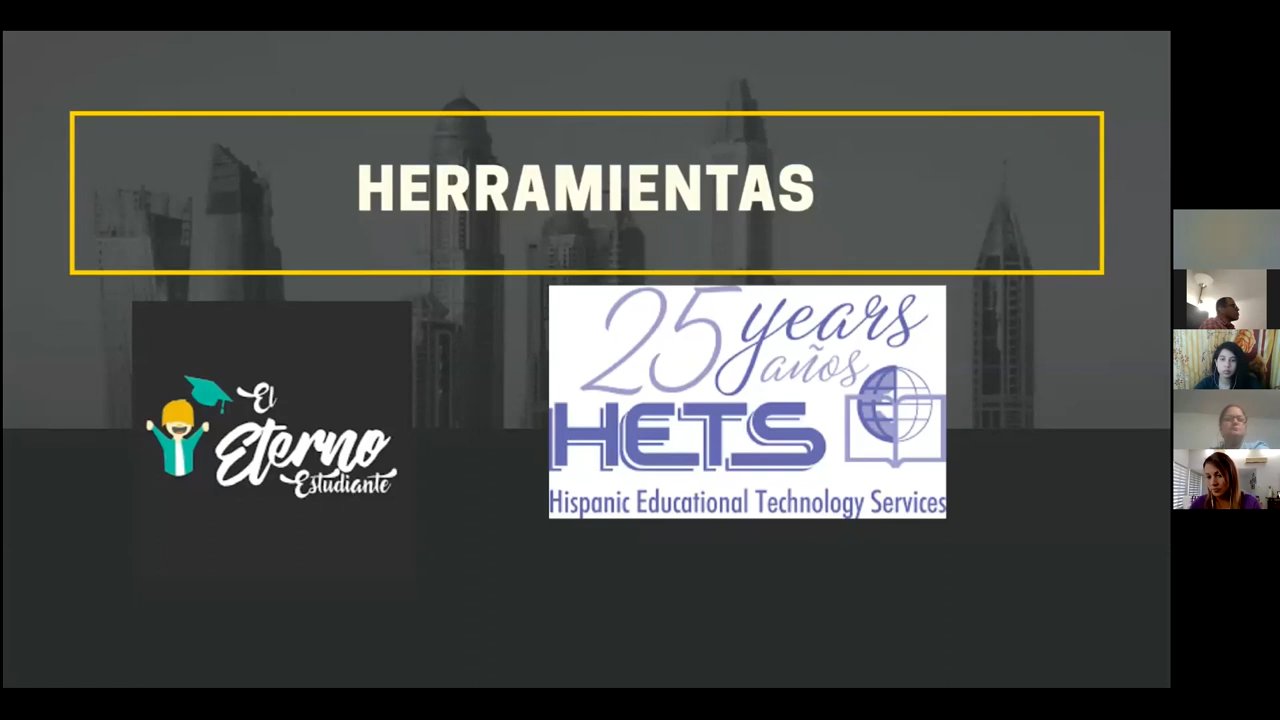 HERRAMIENTAS
El
Eterno
Estudiante
25 years
años
HETS
Hispanic Educational Technology Services